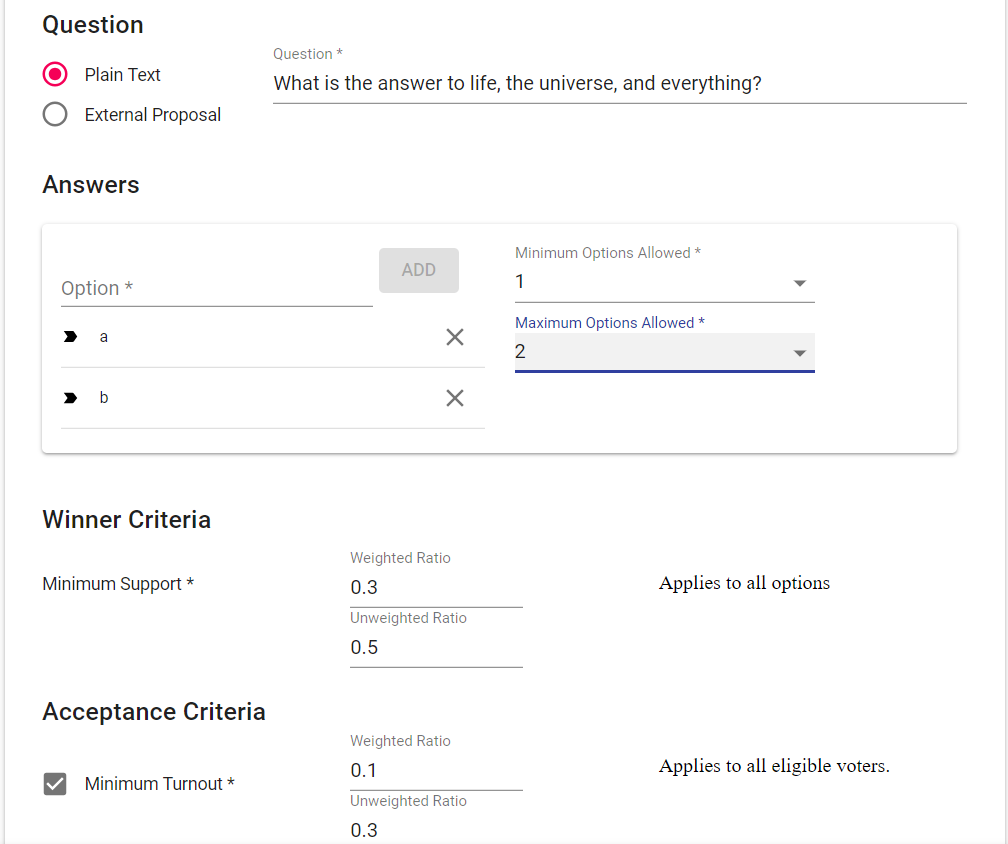 Question
Plain Text
External Proposal
Question *
What is the answer to life, the universe, and everything?
Answers
Option *
ADD
a
b
Minimum Options Allowed *
1
Maximum Options Allowed *
2
Winner Criteria
Minimum Support *
Weighted Ratio
0.3
Unweighted Ratio
0.5
Applies to all options
Acceptance Criteria
Minimum Turnout *
Weighted Ratio
0.1
Unweighted Ratio
0.3
Applies to all eligible voters.